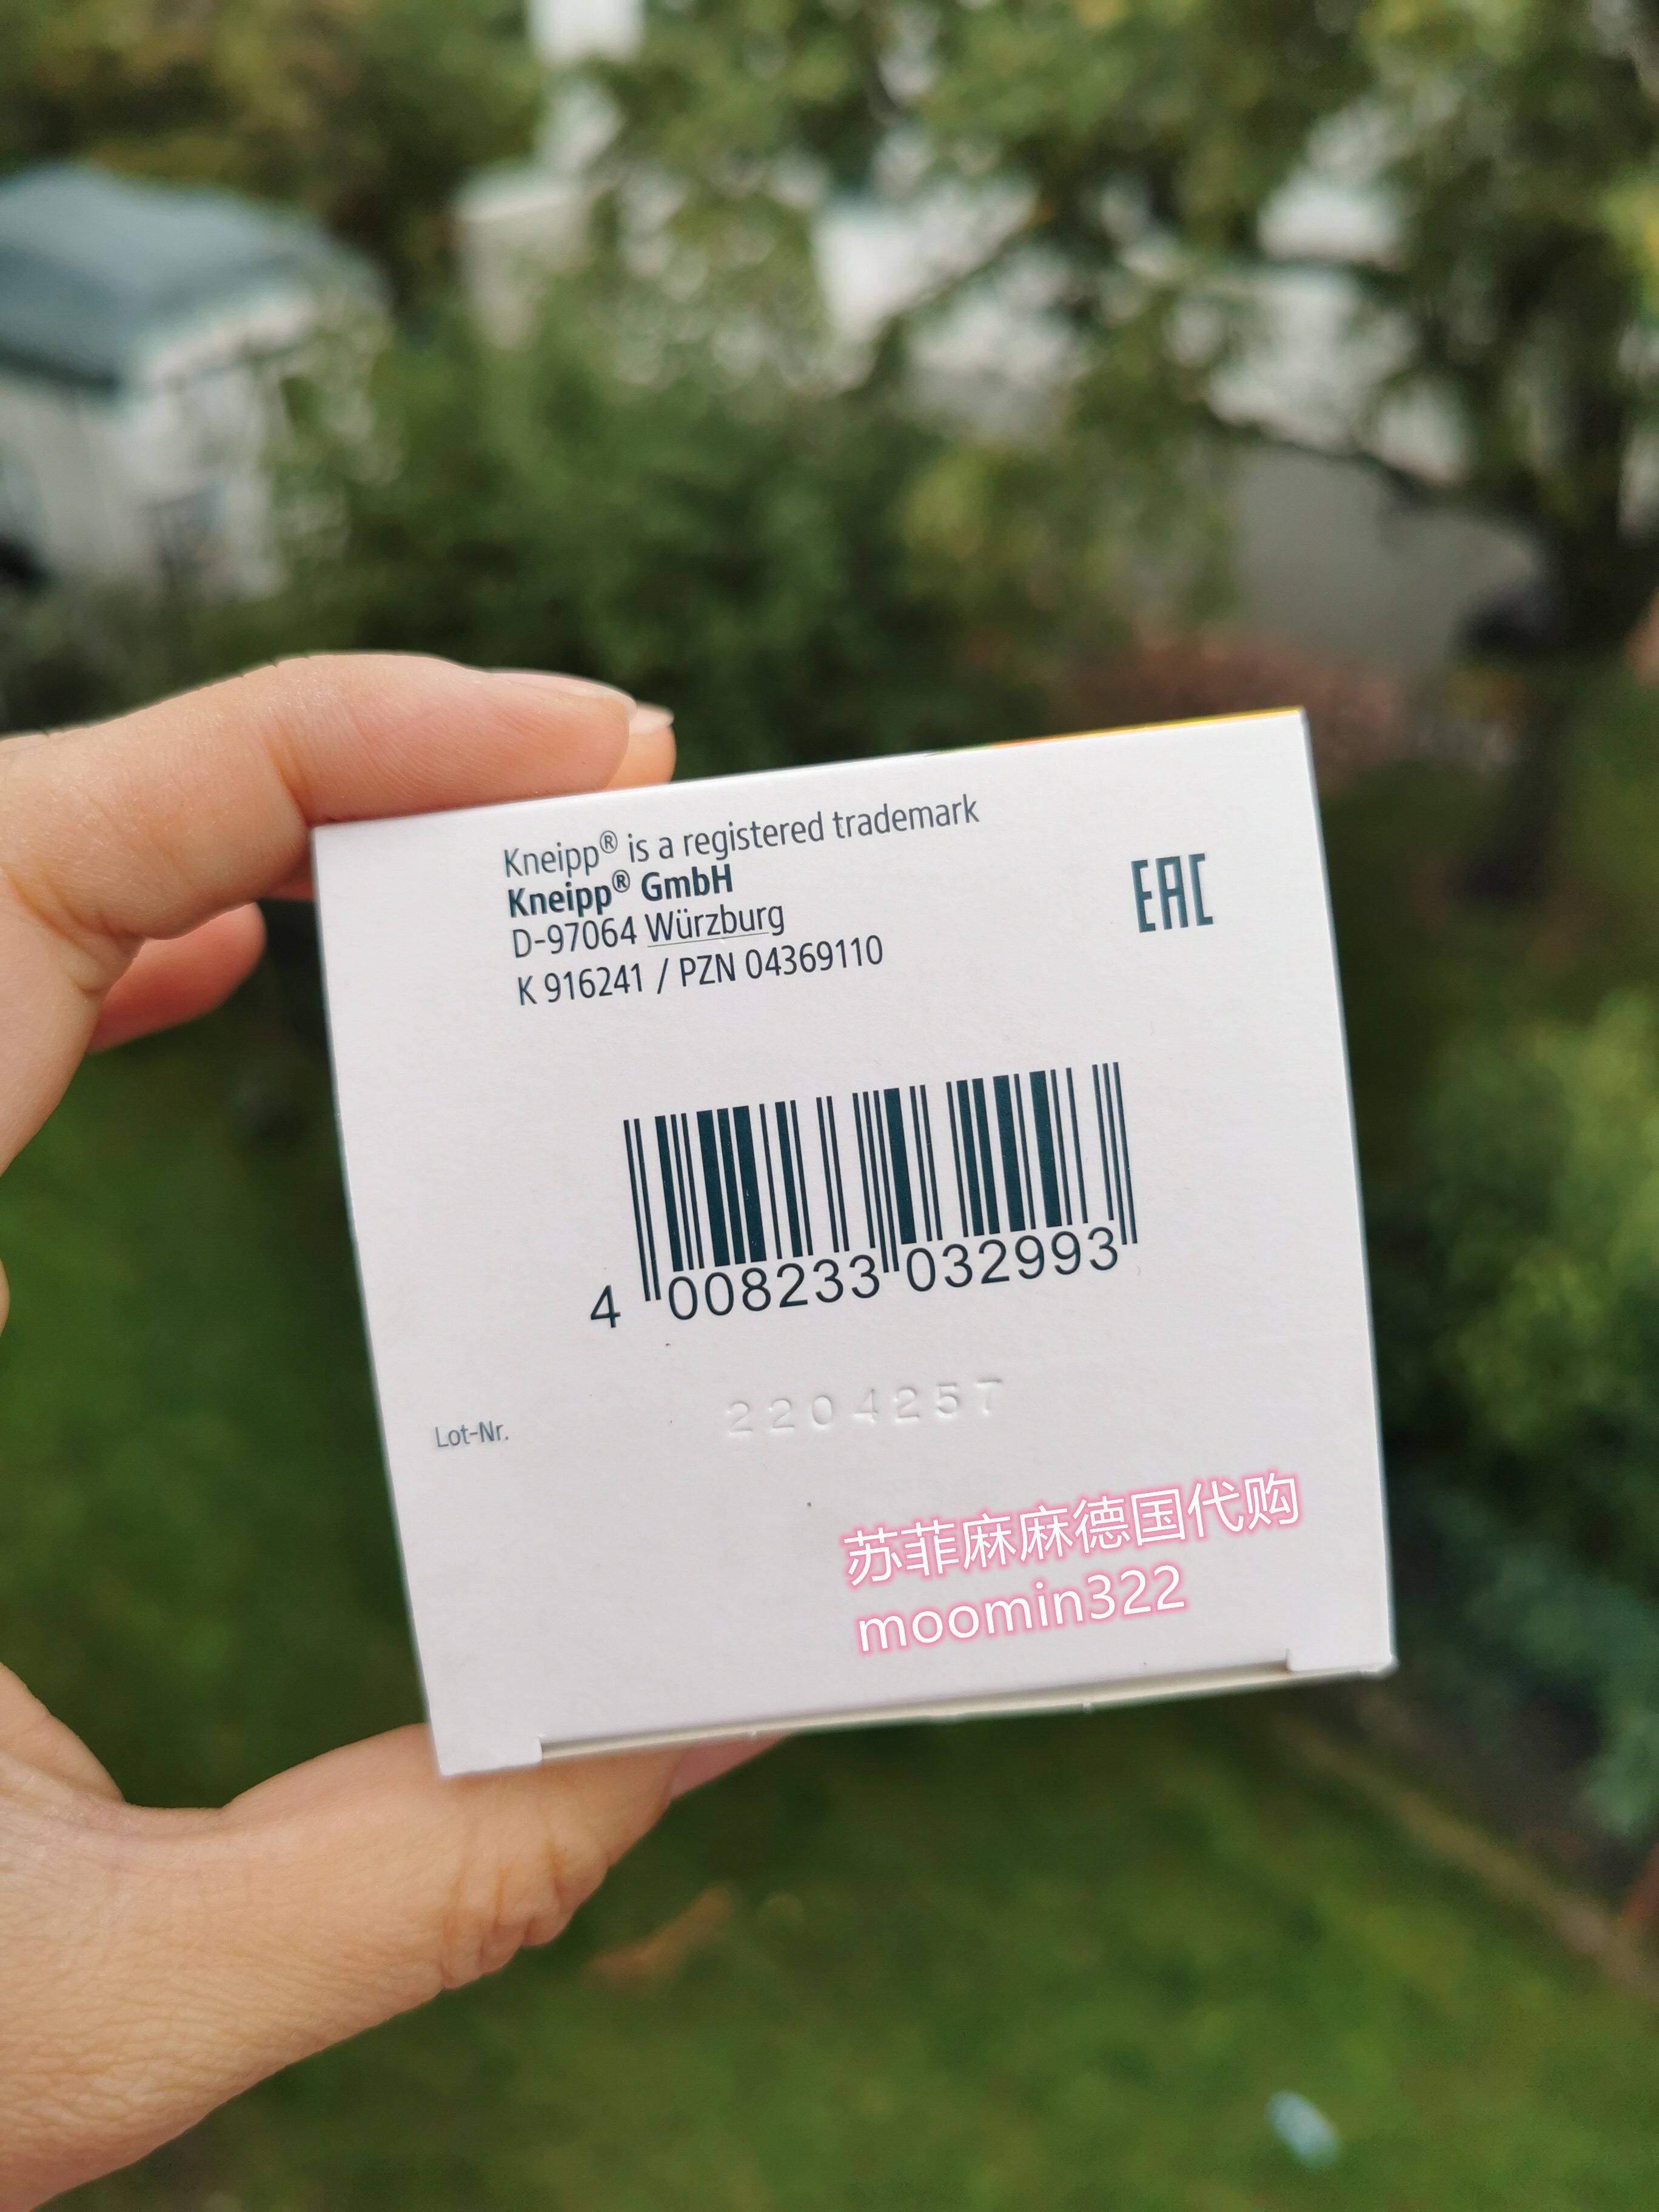 Kneipp® is a registered trademark
Kneipp® GmbH
D-97064 Würzburg
K 916241 / PZN 04369110
EAC
4 008233 032993
2204257
Lot-Nr.
苏菲麻麻德国代购
moomin322